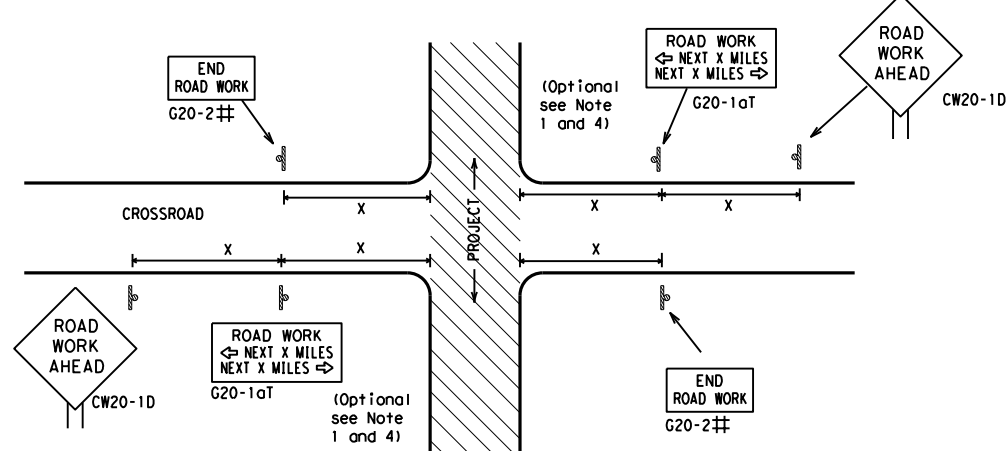 ROAD
WORK
AHEAD
CW20-1D
ROAD WORK
⇦ NEXT X MILES
NEXT X MILES ⇨
G20-1aT
(Optional
see Note
1 and 4)
END
ROAD WORK
G20-2#
X
X
X
CROSSROAD
PROJECT
X
X
X
ROAD
WORK
AHEAD
CW20-1D
ROAD WORK
⇦ NEXT X MILES
NEXT X MILES ⇨
G20-1aT
(Optional
see Note
1 and 4)
END
ROAD WORK
G20-2#